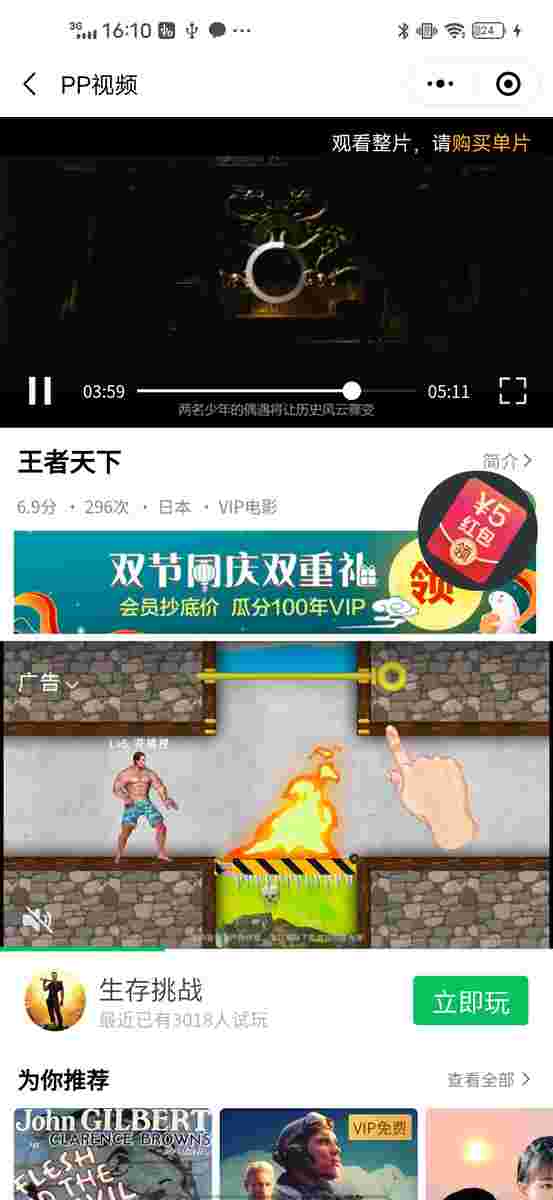 3G 16:10 24
PP视频
观看整片，请购买单片
03:59 05:11
两名少年的偶遇将让历史风云骤变
王者天下 简介
6.9分 · 296次 · 日本 · VIP电影
¥5
红包
领
双节同庆双重礼
会员抄底价 瓜分100年VIP
领
广告
生存挑战
最近已有3018人试玩
立即玩
为你推荐 查看全部
John GILBERT
CLARENCE BROWN'S
FLESH
THE
VIP免费